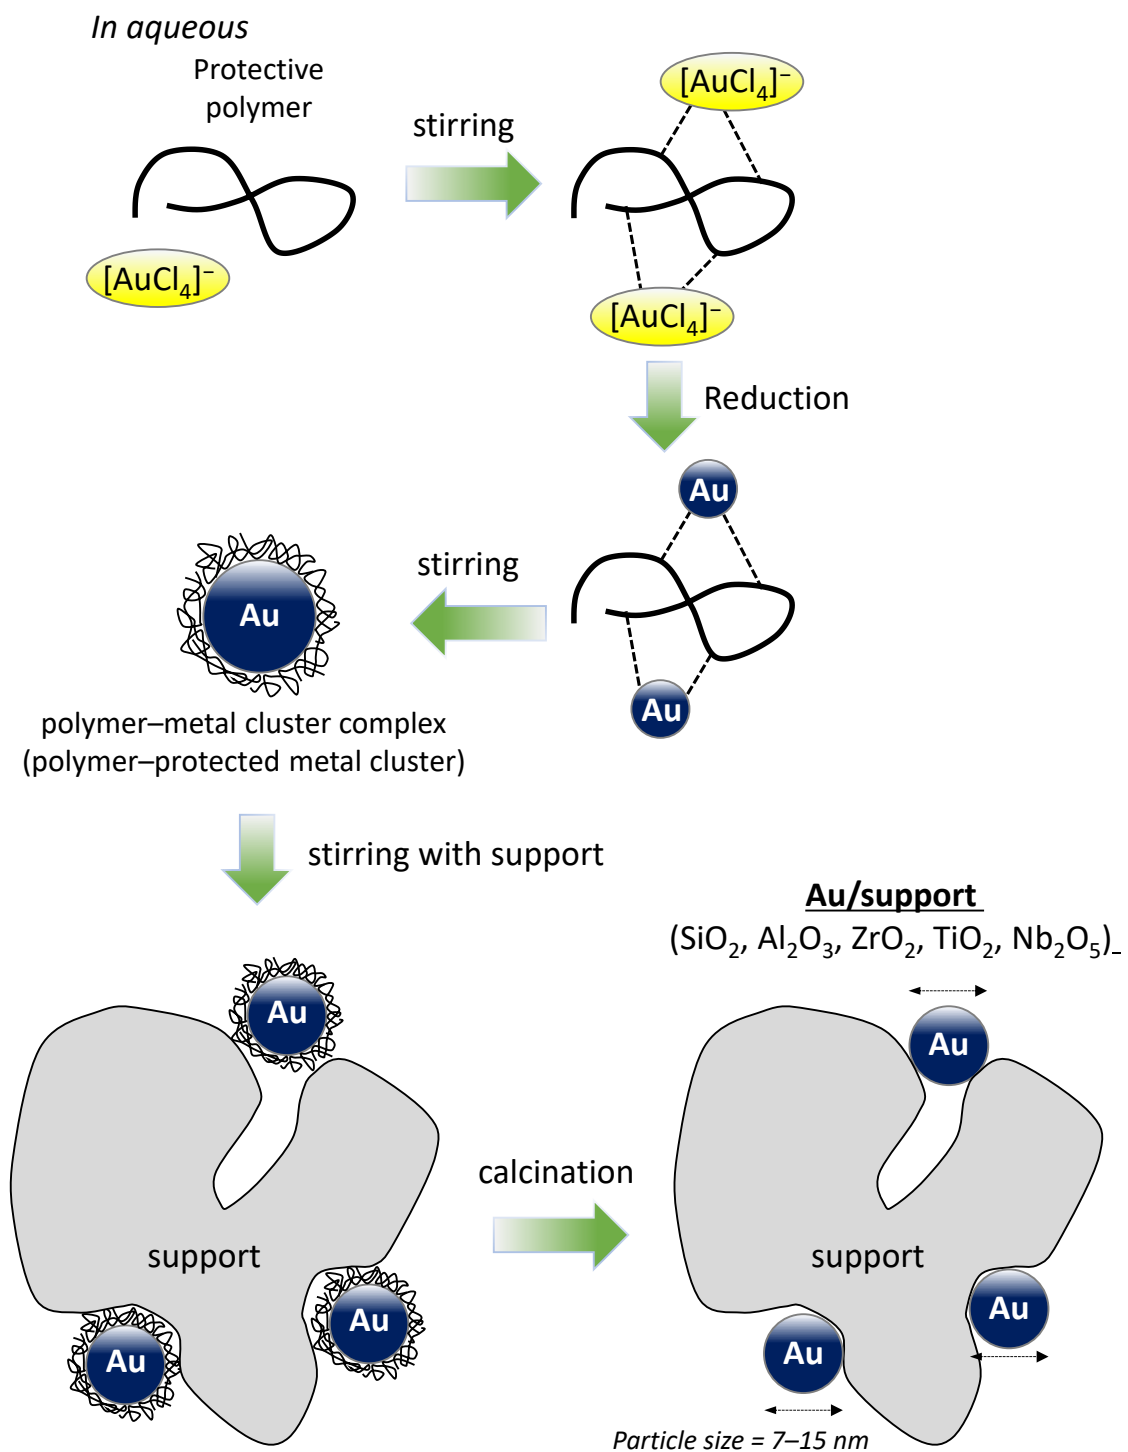 In aqueous
Protective
polymer
stirring
[AuCl₄]⁻
[AuCl₄]⁻
[AuCl₄]⁻
Reduction
Au
stirring
Au
Au
polymer–metal cluster complex
(polymer–protected metal cluster)
stirring with support
Au/support
(SiO₂, Al₂O₃, ZrO₂, TiO₂, Nb₂O₅)
Au
Au
calcination
support
support
Au
Au
Au
Au
Particle size = 7–15 nm